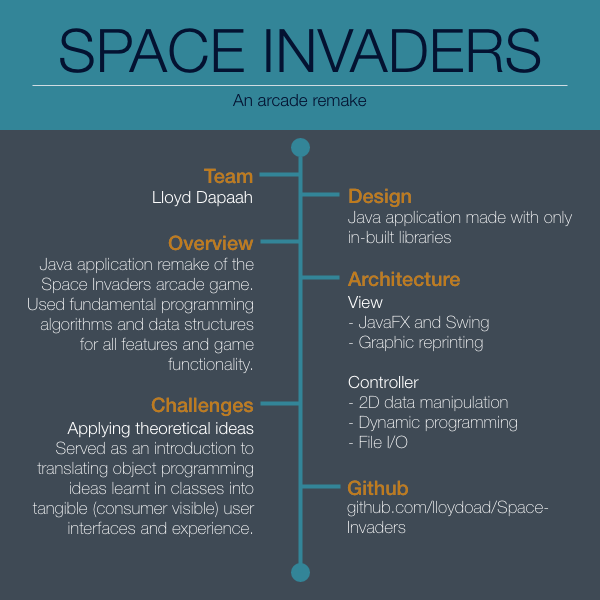 SPACE INVADERS
An arcade remake
Team
Lloyd Dapaah
Overview
Java application remake of the
Space Invaders arcade game.
Used fundamental programming
algorithms and data structures
for all features and game
functionality.
Challenges
Applying theoretical ideas
Served as an introduction to
translating object programming
ideas learnt in classes into
tangible (consumer visible) user
interfaces and experience.
Design
Java application made with only
in-built libraries
Architecture
View
- JavaFX and Swing
- Graphic reprinting
Controller
- 2D data manipulation
- Dynamic programming
- File I/O
Github
github.com/lloydoad/Space-
Invaders